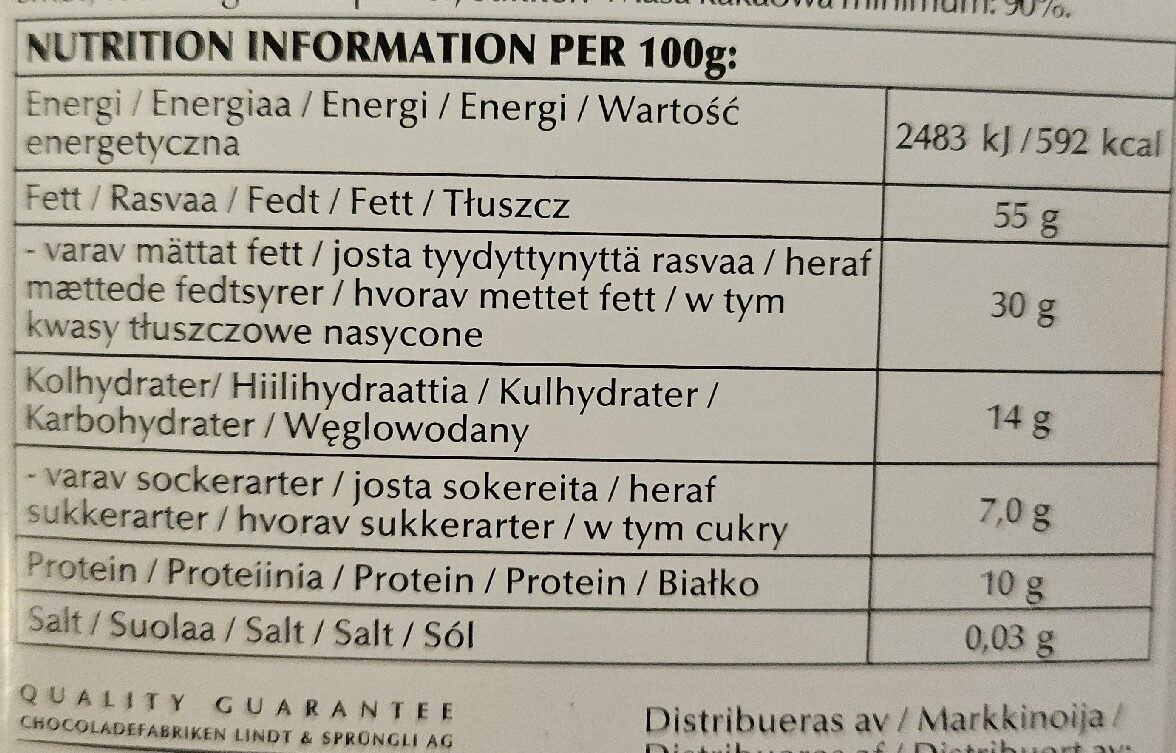 Masa kakaowa minimum: 90%.
NUTRITION INFORMATION PER 100g:
Energi / Energiaa / Energi / Energi / Wartość
energetyczna
2483 kJ /592 kcal
Fett / Rasvaa / Fedt / Fett / Tłuszcz
55 g
- varav mättat fett / josta tyydyttynyttä rasvaa / heraf
mættede fedtsyrer / hvorav mettet fett / w tym
kwasy tłuszczowe nasycone
30 g
Kolhydrater/ Hiilihydraattia / Kulhydrater /
Karbohydrater / Węglowodany
14 g
- varav sockerarter / josta sokereita / heraf
sukkerarter / hvorav sukkerarter / w tym cukry
7,0 g
Protein / Proteiinia / Protein / Protein / Białko
10 g
Salt / Suolaa / Salt / Salt / Sól
0,03 g
QUALITY GUARANTEE
CHOCOLADEFABRIKEN LINDT & SPRÜNGLI AG
Distribueras av / Markkinoija /